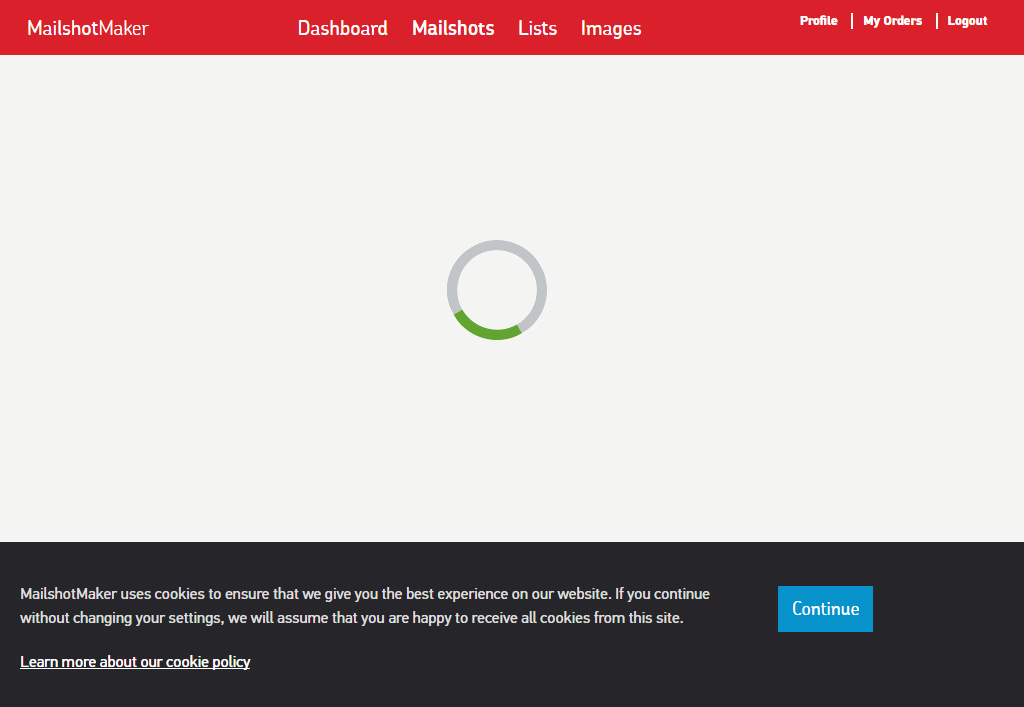 MailshotMaker
Dashboard Mailshots Lists Images
Profile My Orders Logout
MailshotMaker uses cookies to ensure that we give you the best experience on our website. If you continue
without changing your settings, we will assume that you are happy to receive all cookies from this site.
Continue
Learn more about our cookie policy